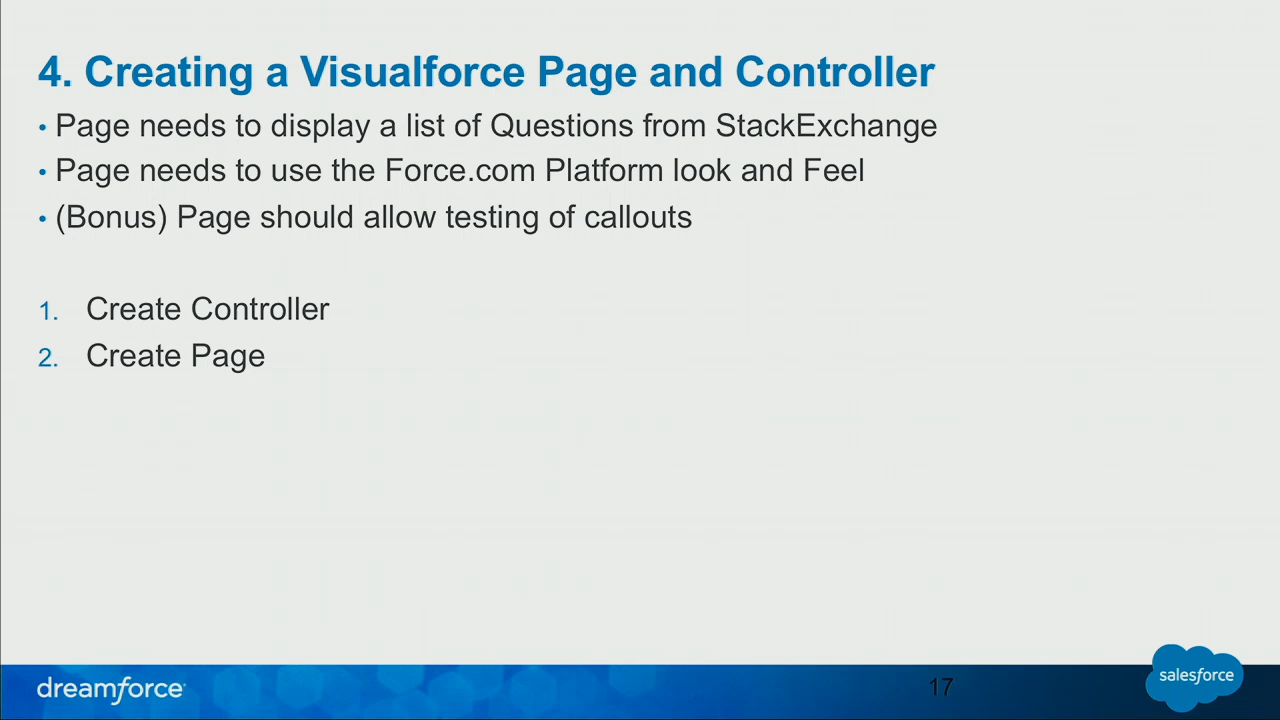 4. Creating a Visualforce Page and Controller
• Page needs to display a list of Questions from StackExchange
• Page needs to use the Force.com Platform look and Feel
• (Bonus) Page should allow testing of callouts
1. Create Controller
2. Create Page
dreamforce
17
salesforce